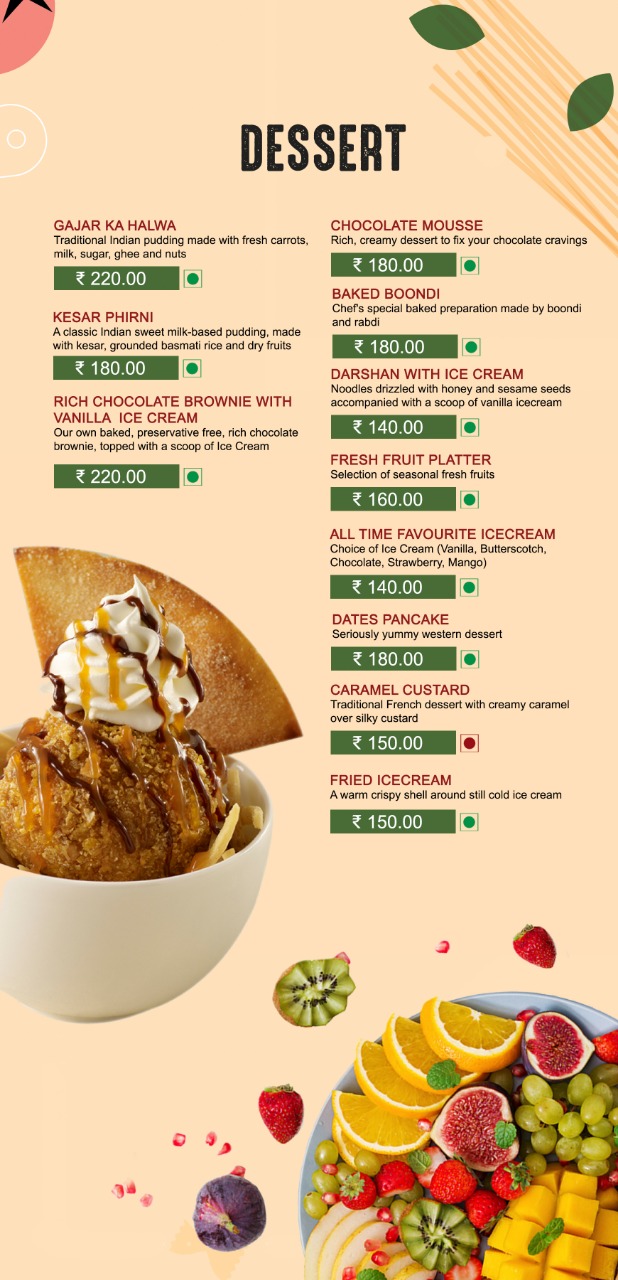 DESSERT
GAJAR KA HALWA
Traditional Indian pudding made with fresh carrots,
milk, sugar, ghee and nuts
₹ 220.00
KESAR PHIRNI
A classic Indian sweet milk-based pudding, made
with kesar, grounded basmati rice and dry fruits
₹ 180.00
RICH CHOCOLATE BROWNIE WITH
VANILLA ICE CREAM
Our own baked, preservative free, rich chocolate
brownie, topped with a scoop of Ice Cream
₹ 220.00
CHOCOLATE MOUSSE
Rich, creamy dessert to fix your chocolate cravings
₹ 180.00
BAKED BOONDI
Chef's special baked preparation made by boondi
and rabdi
₹ 180.00
DARSHAN WITH ICE CREAM
Noodles drizzled with honey and sesame seeds
accompanied with a scoop of vanilla icecream
₹ 140.00
FRESH FRUIT PLATTER
Selection of seasonal fresh fruits
₹ 160.00
ALL TIME FAVOURITE ICECREAM
Choice of Ice Cream (Vanilla, Butterscotch,
Chocolate, Strawberry, Mango)
₹ 140.00
DATES PANCAKE
Seriously yummy western dessert
₹ 180.00
CARAMEL CUSTARD
Traditional French dessert with creamy caramel
over silky custard
₹ 150.00
FRIED ICECREAM
A warm crispy shell around still cold ice cream
₹ 150.00